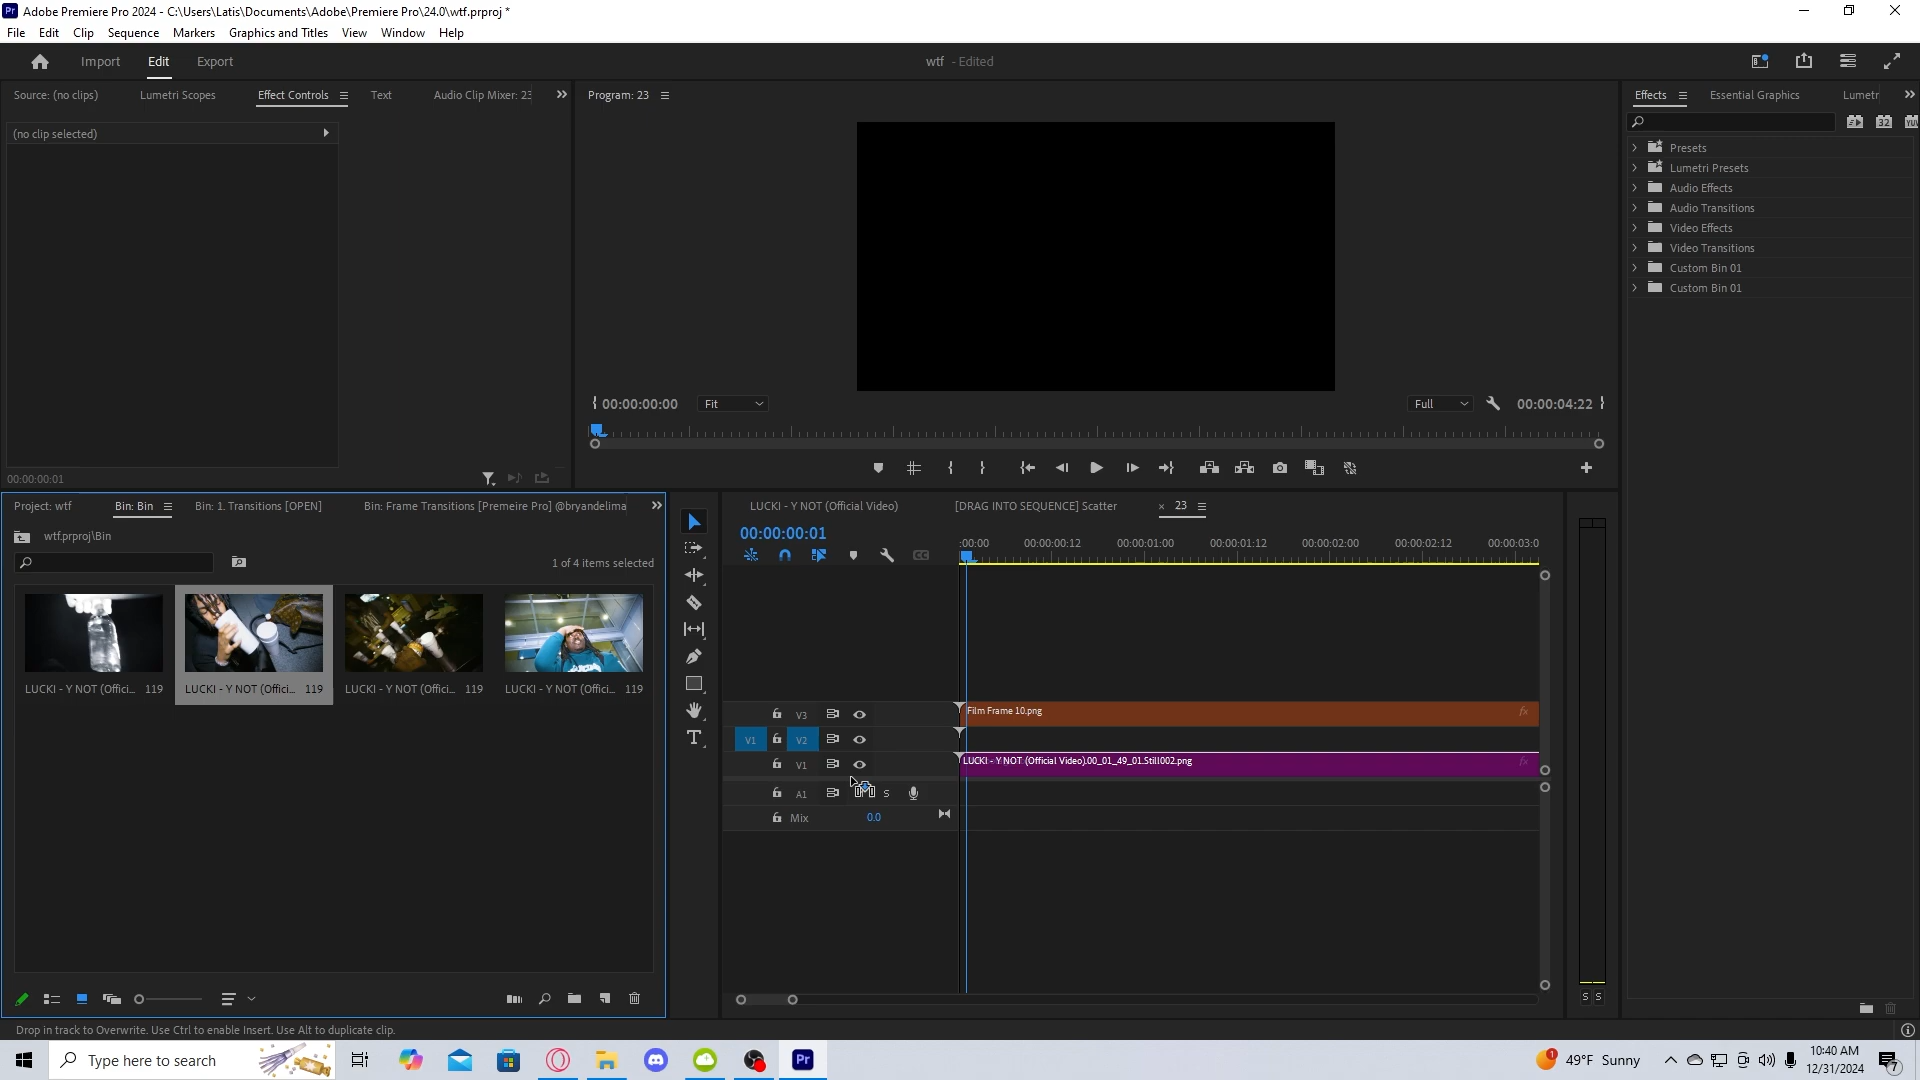 Adobe Premiere Pro 2024 - C:\Users\Latis\Documents\Adobe\Premiere Pro\24.0\wtf.prproj *
File Edit Clip Sequence Markers Graphics and Titles View Window Help
Import Edit Export
wtf - Edited
Source: (no clips) Lumetri Scopes Effect Controls Text Audio Clip Mixer: 23
Program: 23
Effects Essential Graphics Lumetr
(no clip selected)
32 YUV
Presets
Lumetri Presets
Audio Effects
Audio Transitions
Video Effects
Video Transitions
Custom Bin 01
Custom Bin 01
00:00:00:00 Fit Full 00:00:04:22
00:00:00:01
Project: wtf Bin: Bin Bin: 1. Transitions [OPEN] Bin: Frame Transitions [Premeire Pro] @bryandelima
LUCKI - Y NOT (Official Video) [DRAG INTO SEQUENCE] Scatter × 23
wtf.prproj\Bin
00:00:00:01
:00:00 00:00:00:12 00:00:01:00 00:00:01:12 00:00:02:00 00:00:02:12 00:00:03:0
1 of 4 items selected
LUCKI - Y NOT (Offici... 119 LUCKI - Y NOT (Offici... 119 LUCKI - Y NOT (Offici... 119 LUCKI - Y NOT (Offici... 119
V3 Film Frame 10.png fx
V1 V2
V1 LUCKI - Y NOT (Official Video).00_01_49_01.Still002.png fx
A1 S
Mix 0.0
S S
Drop in track to Overwrite. Use Ctrl to enable Insert. Use Alt to duplicate clip.
Type here to search
Pr
1 49°F Sunny
10:40 AM
12/31/2024
7